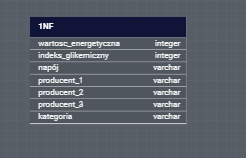 1NF
wartosc_energetyczna integer
indeks_glikemiczny integer
napój varchar
producent_1 varchar
producent_2 varchar
producent_3 varchar
kategoria varchar